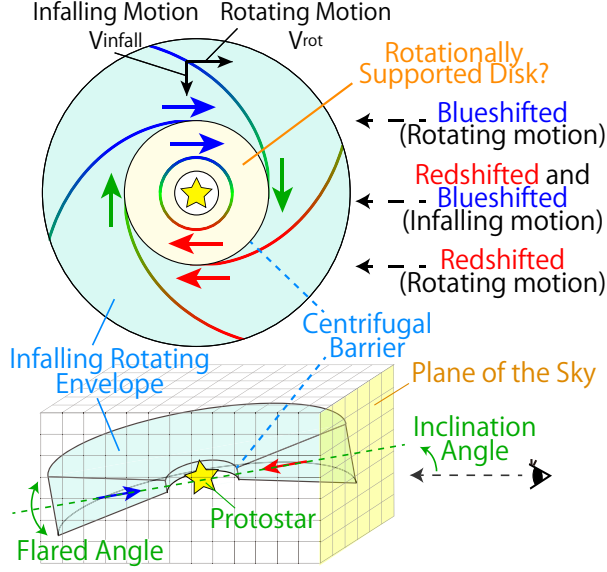 Infalling Motion
Vinfall
Rotating Motion
Vrot
Rotationally
Supported Disk?
Blueshifted
(Rotating motion)
Redshifted and
Blueshifted
(Infalling motion)
Redshifted
(Rotating motion)
Centrifugal
Barrier
Infalling Rotating
Envelope
Plane of the Sky
Inclination
Angle
Protostar
Flared Angle